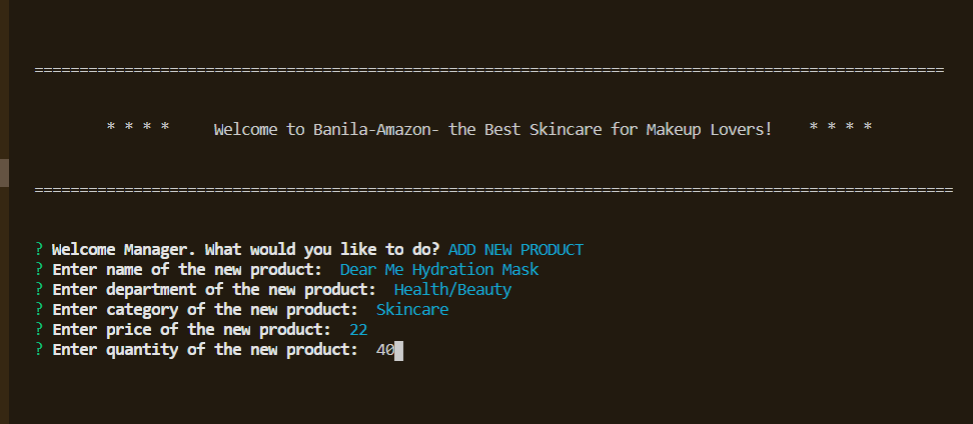 =====================================================================================================
* * * *     Welcome to Banila-Amazon- the Best Skincare for Makeup Lovers!    * * * *
======================================================================================================
? Welcome Manager. What would you like to do? ADD NEW PRODUCT
? Enter name of the new product:  Dear Me Hydration Mask
? Enter department of the new product:  Health/Beauty
? Enter category of the new product:  Skincare
? Enter price of the new product:  22
? Enter quantity of the new product:  40